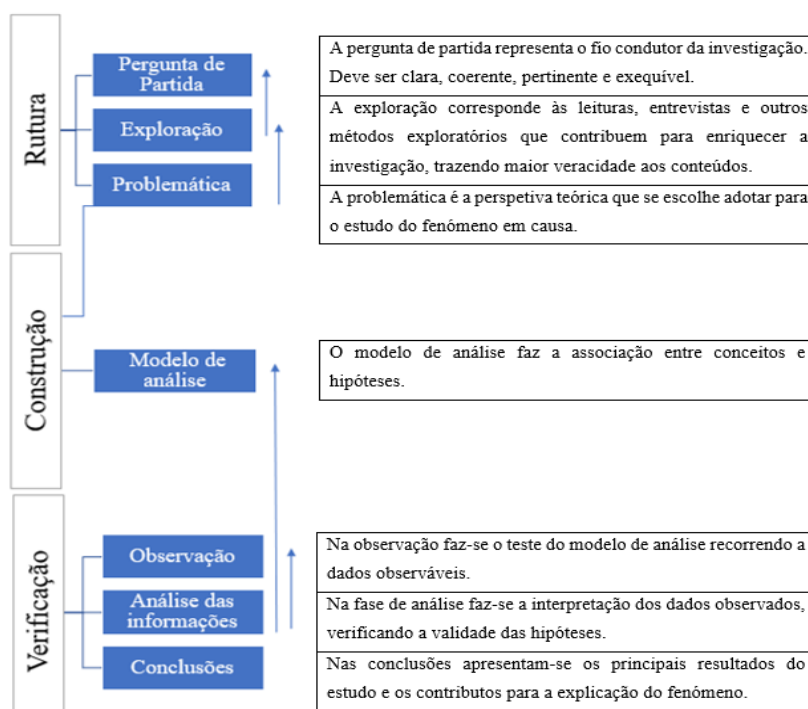 Rutura
Pergunta de
Partida
A pergunta de partida representa o fio condutor da investigação.
Deve ser clara, coerente, pertinente e exequível.
Exploração
A exploração corresponde às leituras, entrevistas e outros
métodos exploratórios que contribuem para enriquecer a
investigação, trazendo maior veracidade aos conteúdos.
Problemática
A problemática é a perspetiva teórica que se escolhe adotar para
o estudo do fenómeno em causa.
Construção
Modelo de
análise
O modelo de análise faz a associação entre conceitos e
hipóteses.
Verificação
Observação
Na observação faz-se o teste do modelo de análise recorrendo a
dados observáveis.
Análise das
informações
Na fase de análise faz-se a interpretação dos dados observados,
verificando a validade das hipóteses.
Conclusões
Nas conclusões apresentam-se os principais resultados do
estudo e os contributos para a explicação do fenómeno.